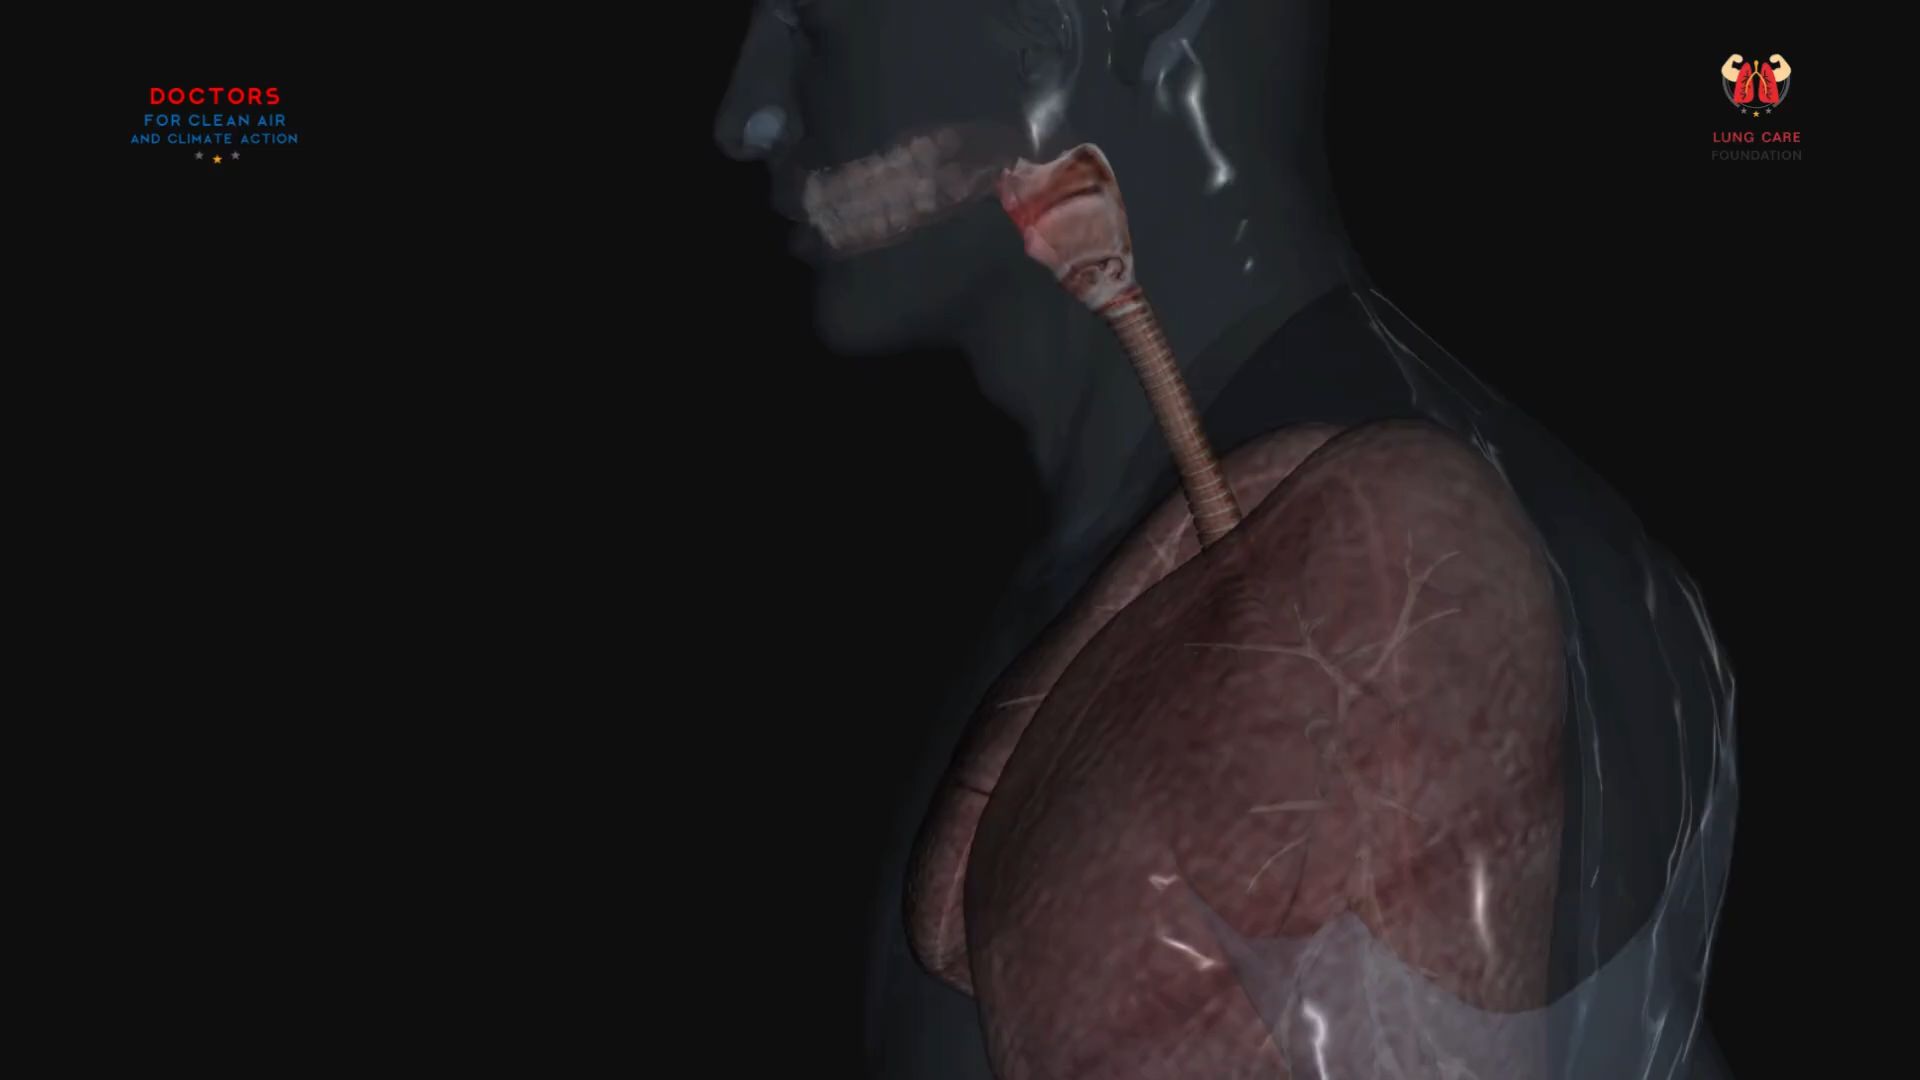 DOCTORS
FOR CLEAN AIR
AND CLIMATE ACTION
LUNG CARE
FOUNDATION